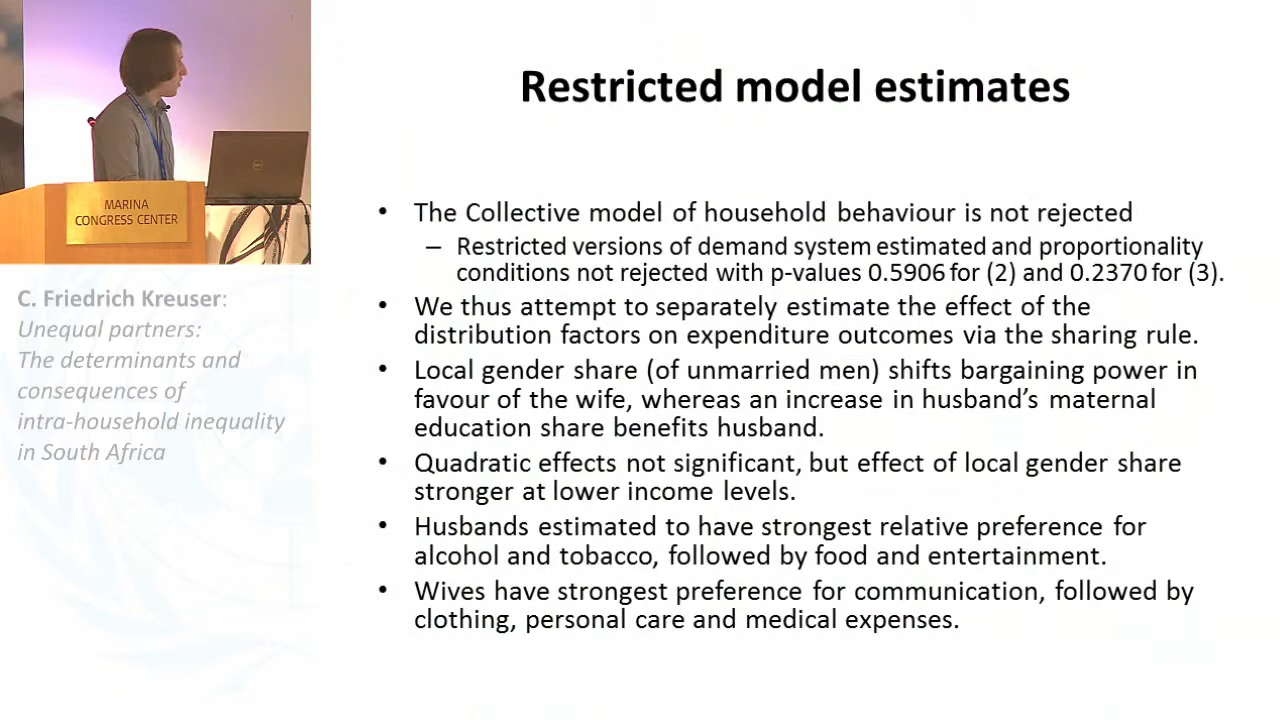 MARINA
CONGRESS CENTER
C. Friedrich Kreuser:
Unequal partners:
The determinants and
consequences of
intra-household inequality
in South Africa
Restricted model estimates
• The Collective model of household behaviour is not rejected
– Restricted versions of demand system estimated and proportionality
conditions not rejected with p-values 0.5906 for (2) and 0.2370 for (3).
• We thus attempt to separately estimate the effect of the
distribution factors on expenditure outcomes via the sharing rule.
• Local gender share (of unmarried men) shifts bargaining power in
favour of the wife, whereas an increase in husband’s maternal
education share benefits husband.
• Quadratic effects not significant, but effect of local gender share
stronger at lower income levels.
• Husbands estimated to have strongest relative preference for
alcohol and tobacco, followed by food and entertainment.
• Wives have strongest preference for communication, followed by
clothing, personal care and medical expenses.